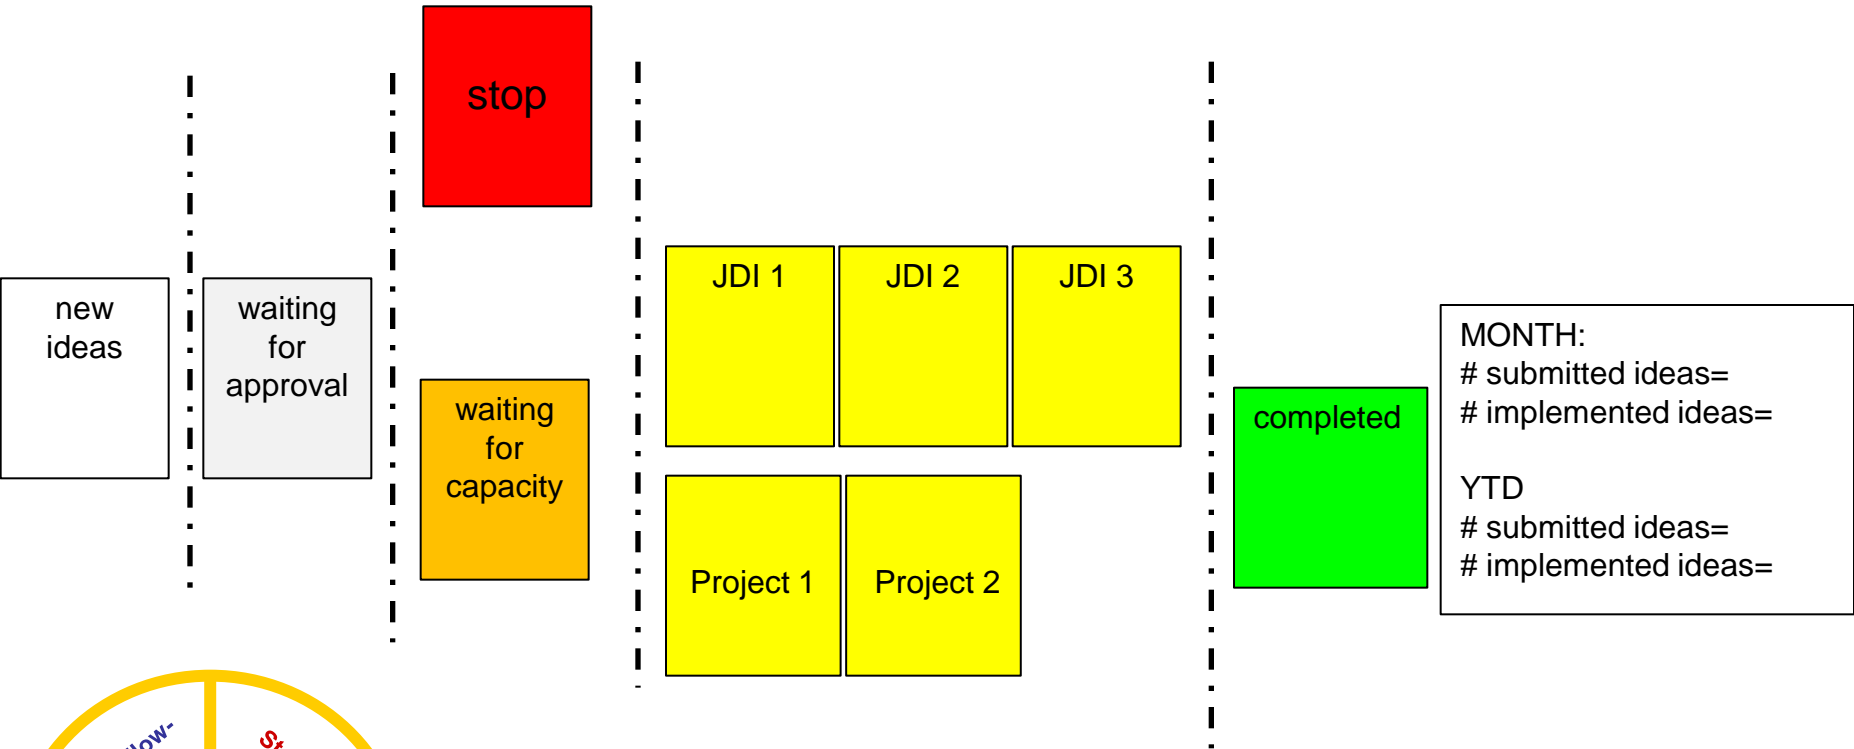 stop
new
ideas
waiting
for
approval
waiting
for
capacity
JDI 1
JDI 2
JDI 3
Project 1
Project 2
completed
MONTH:
# submitted ideas=
# implemented ideas=
YTD
# submitted ideas=
# implemented ideas=